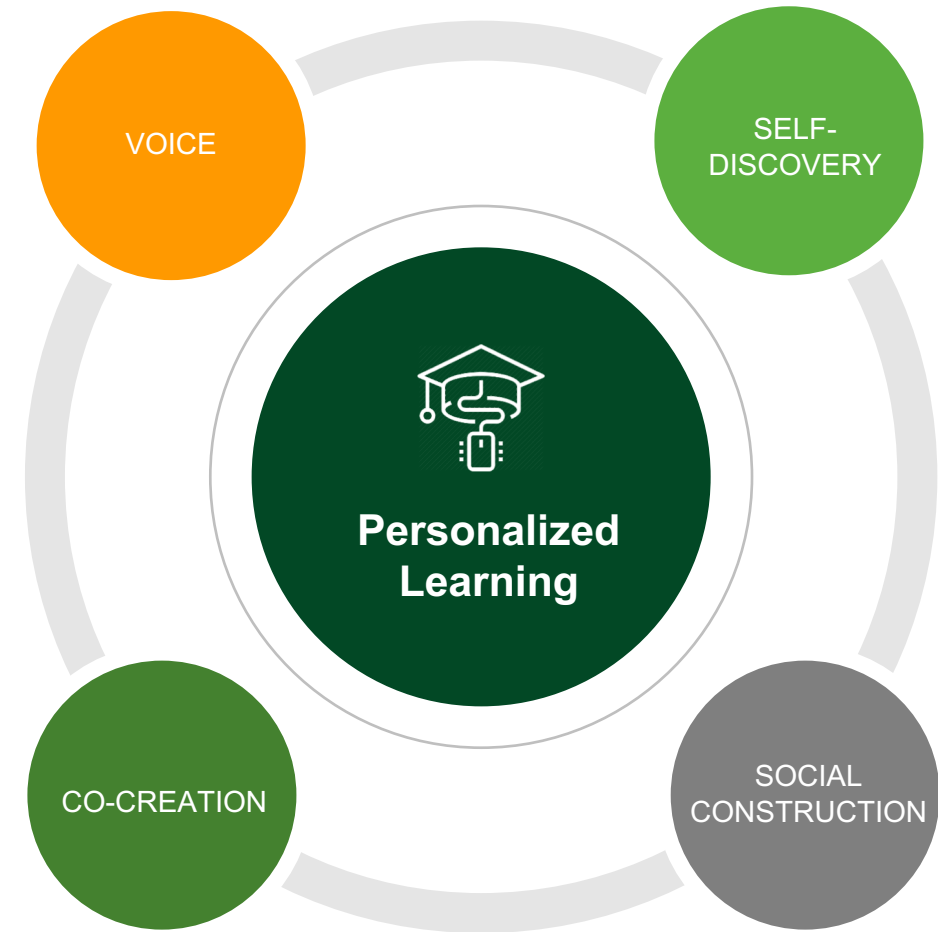 VOICE
SELF-
DISCOVERY
Personalized
Learning
CO-CREATION
SOCIAL
CONSTRUCTION